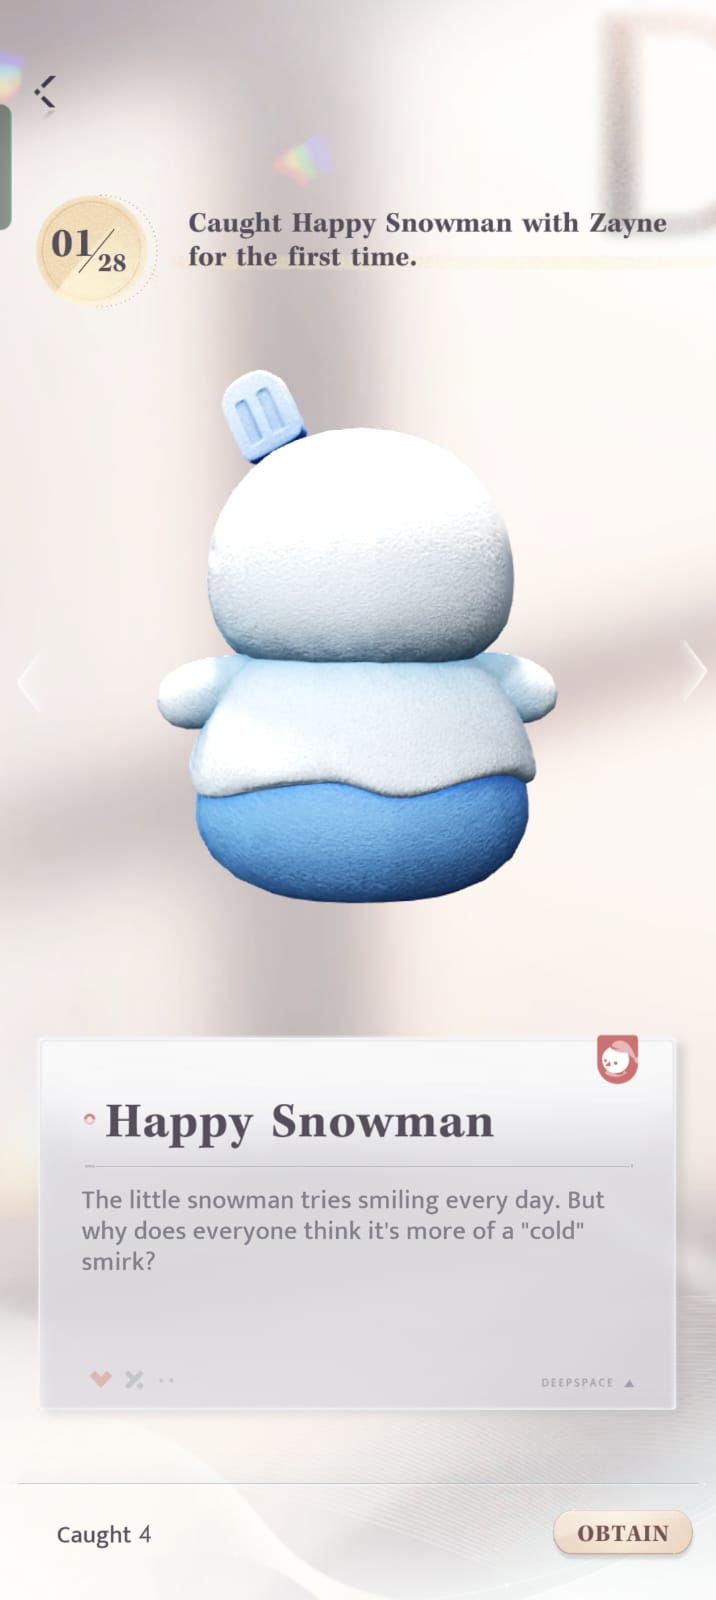 D
01/28
Caught Happy Snowman with Zayne
for the first time.
Happy Snowman
The little snowman tries smiling every day. But
why does everyone think it's more of a "cold"
smirk?
DEEPSPACE ▲
Caught 4
OBTAIN